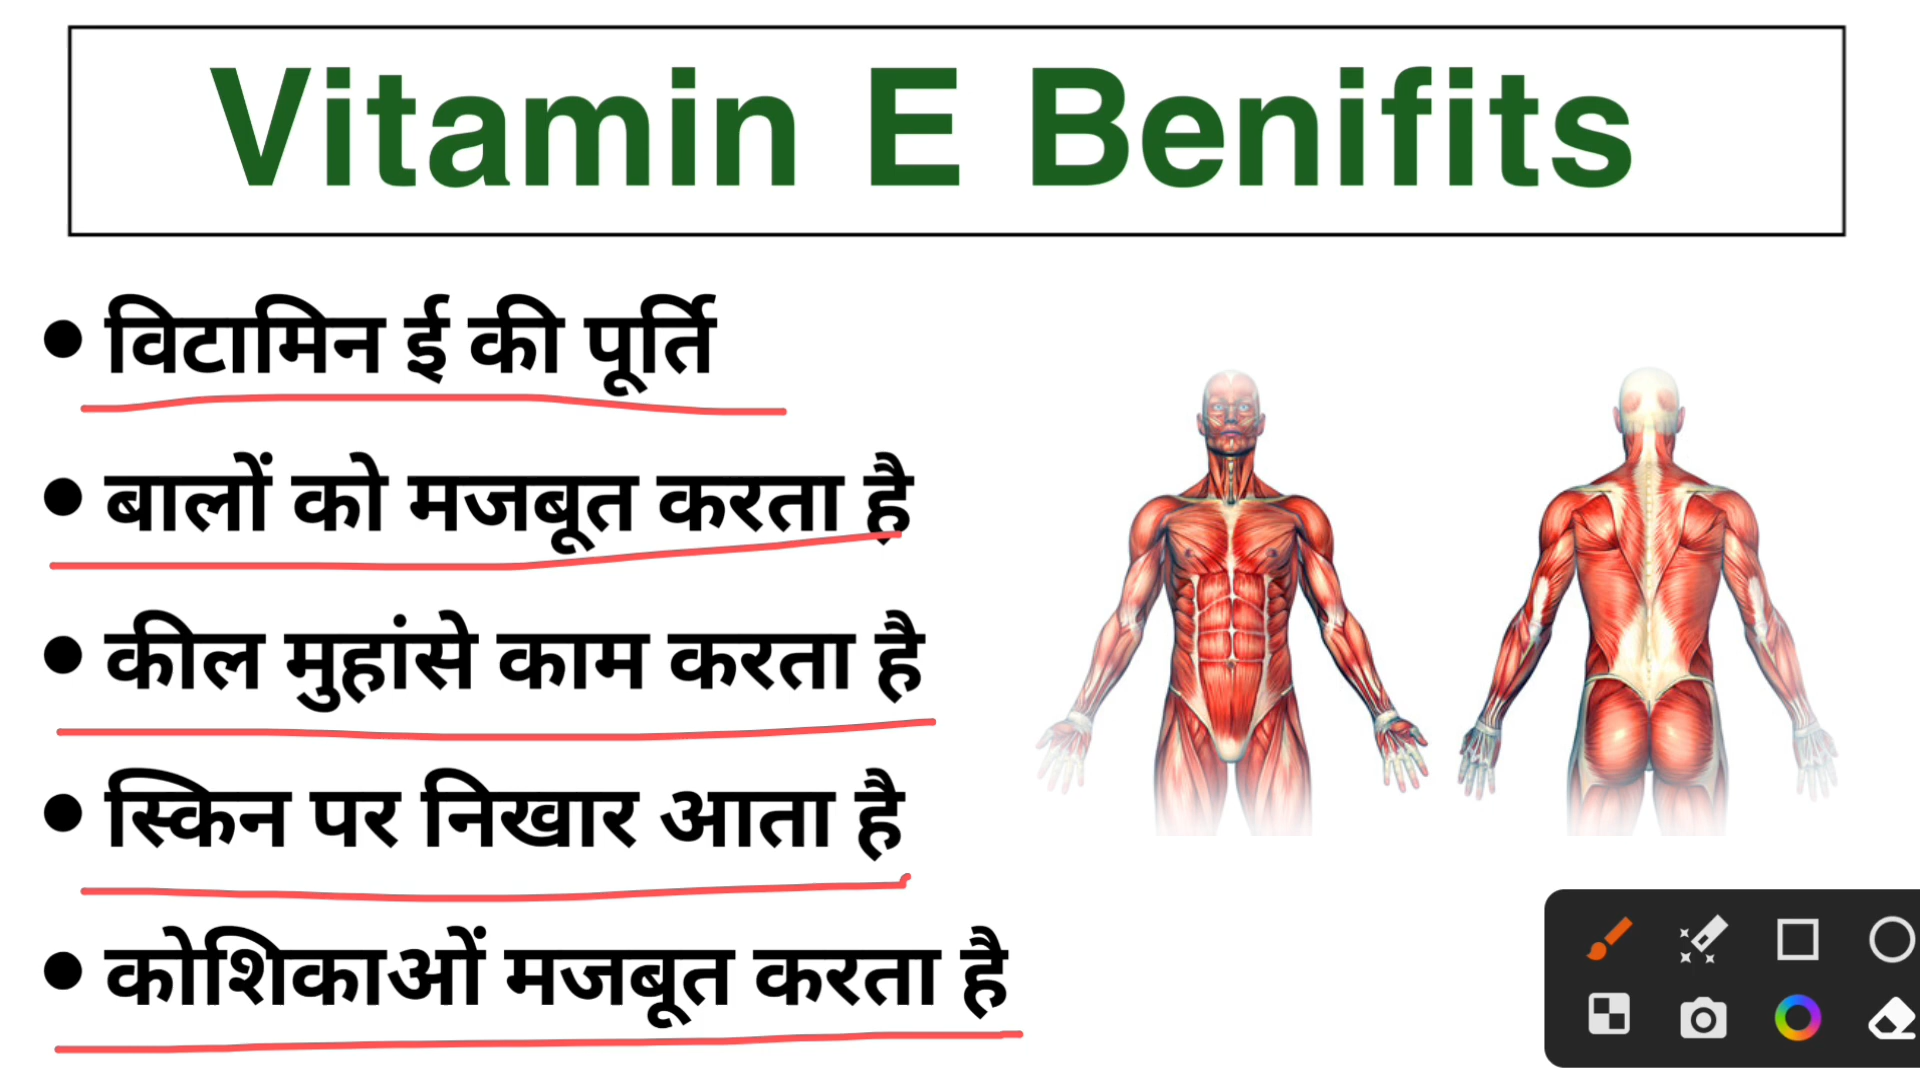 Vitamin E Benifits
• विटामिन ई की पूर्ति
• बालों को मजबूत करता है
• कील मुहांसे काम करता है
• स्किन पर निखार आता है
• कोशिकाओं मजबूत करता है